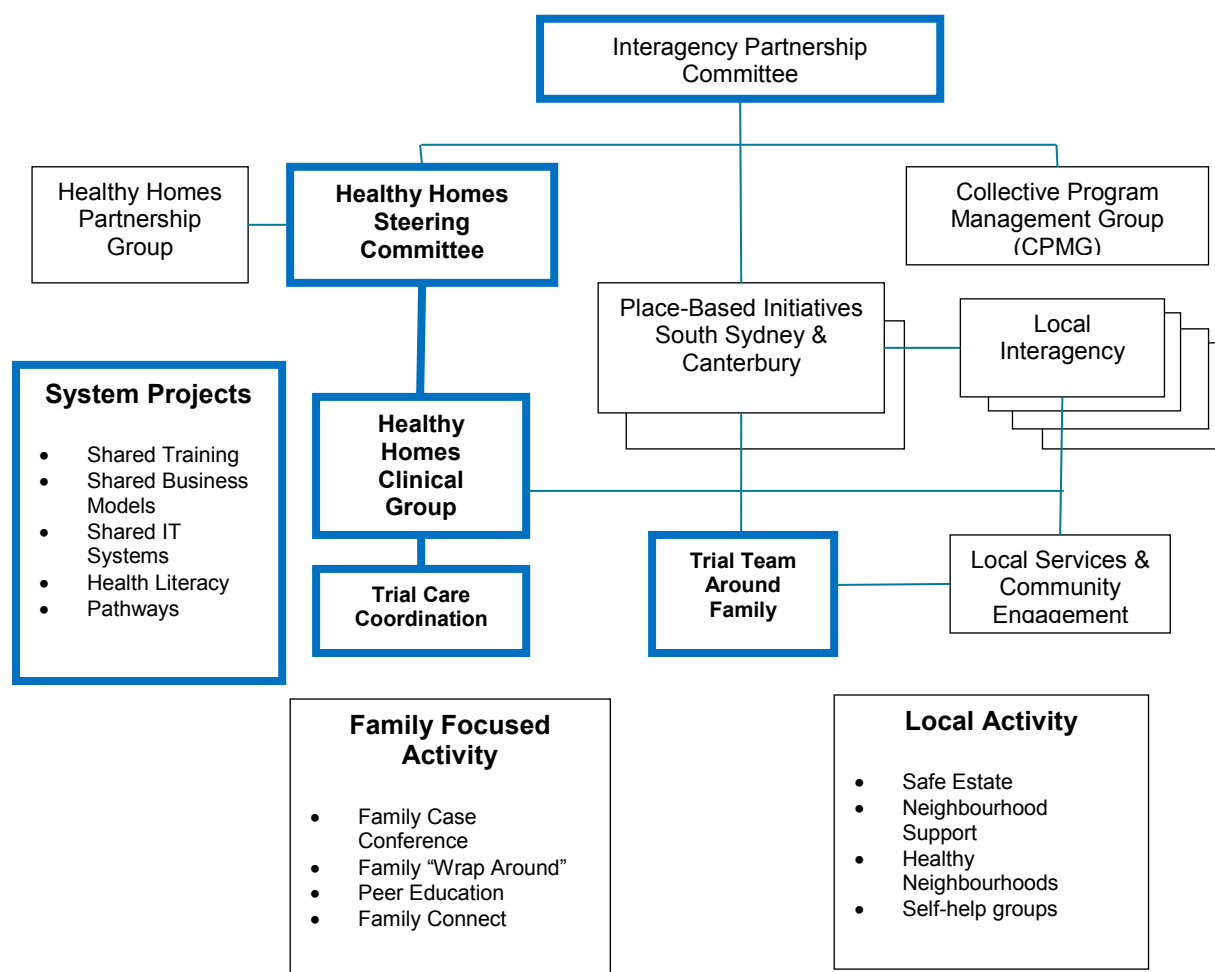 Interagency Partnership
Committee
Healthy Homes
Partnership
Group
Healthy Homes
Steering
Committee
Collective Program
Management Group
(CPMG)
Place-Based Initiatives
South Sydney &
Canterbury
Local
Interagency
System Projects
• Shared Training
• Shared Business
Models
• Shared IT
Systems
• Health Literacy
• Pathways
Healthy
Homes
Clinical
Group
Trial Care
Coordination
Trial Team
Around
Family
Local Services &
Community
Engagement
Family Focused
Activity
• Family Case
Conference
• Family “Wrap Around”
• Peer Education
• Family Connect
Local Activity
• Safe Estate
• Neighbourhood
Support
• Healthy
Neighbourhoods
• Self-help groups